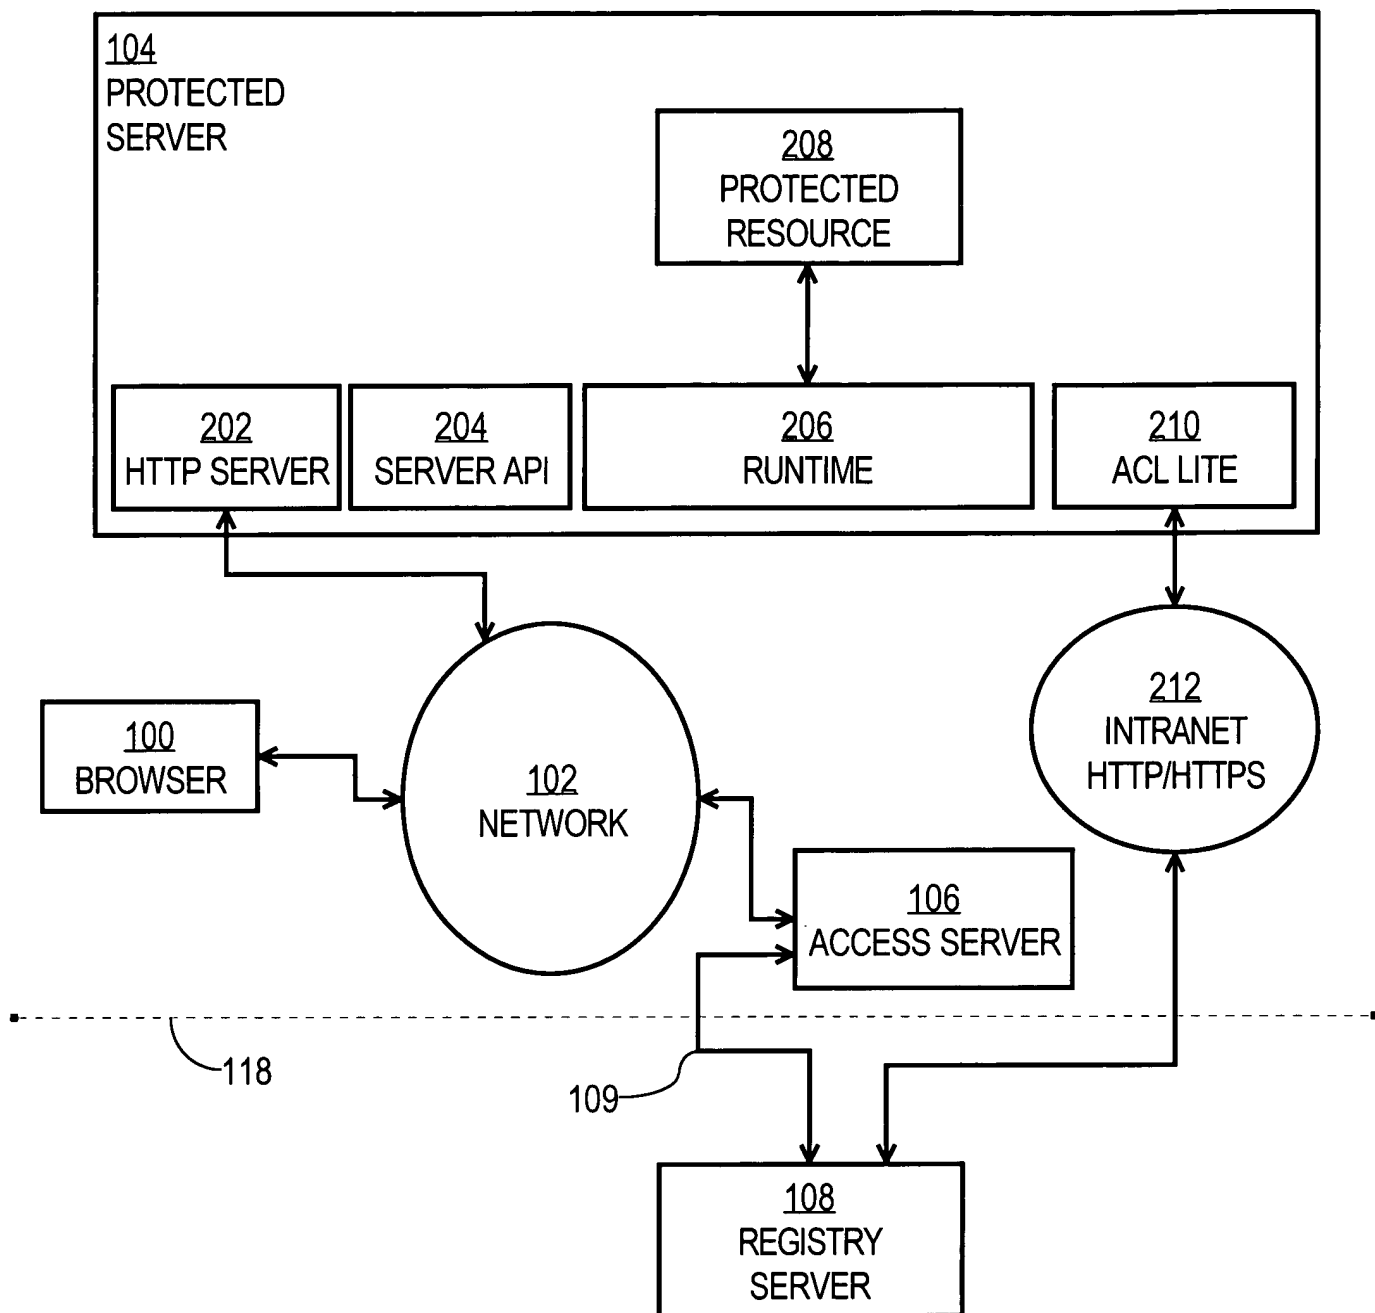 104
PROTECTED
SERVER
208
PROTECTED
RESOURCE
202
HTTP SERVER
204
SERVER API
206
RUNTIME
210
ACL LITE
100
BROWSER
102
NETWORK
212
INTRANET
HTTP/HTTPS
106
ACCESS SERVER
118
109
108
REGISTRY
SERVER